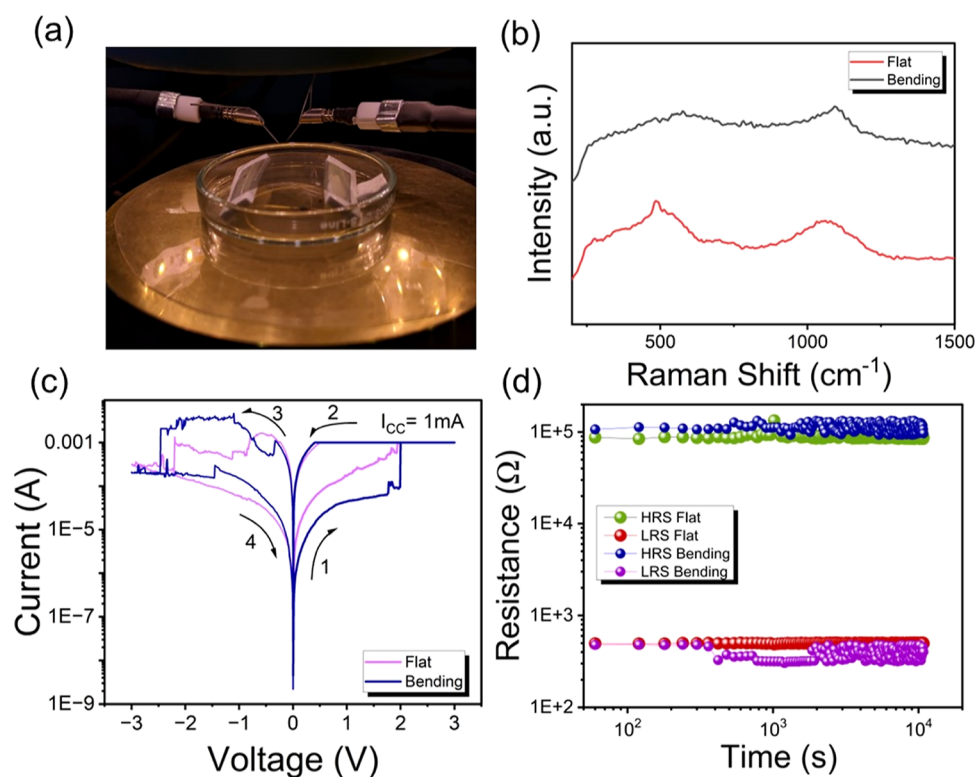 (a)
(b)
Flat
Bending
Intensity (a.u.)
500
1000
1500
Raman Shift (cm-1)
(c)
3
2
ICC= 1mA
0.001
1E-5
1E-7
1E-9
4
1
Flat
Bending
Current (A)
−3
−2
−1
0
1
2
3
Voltage (V)
(d)
1E+5
1E+4
1E+3
1E+2
HRS Flat
LRS Flat
HRS Bending
LRS Bending
Resistance (Ω)
10²
10³
10⁴
Time (s)